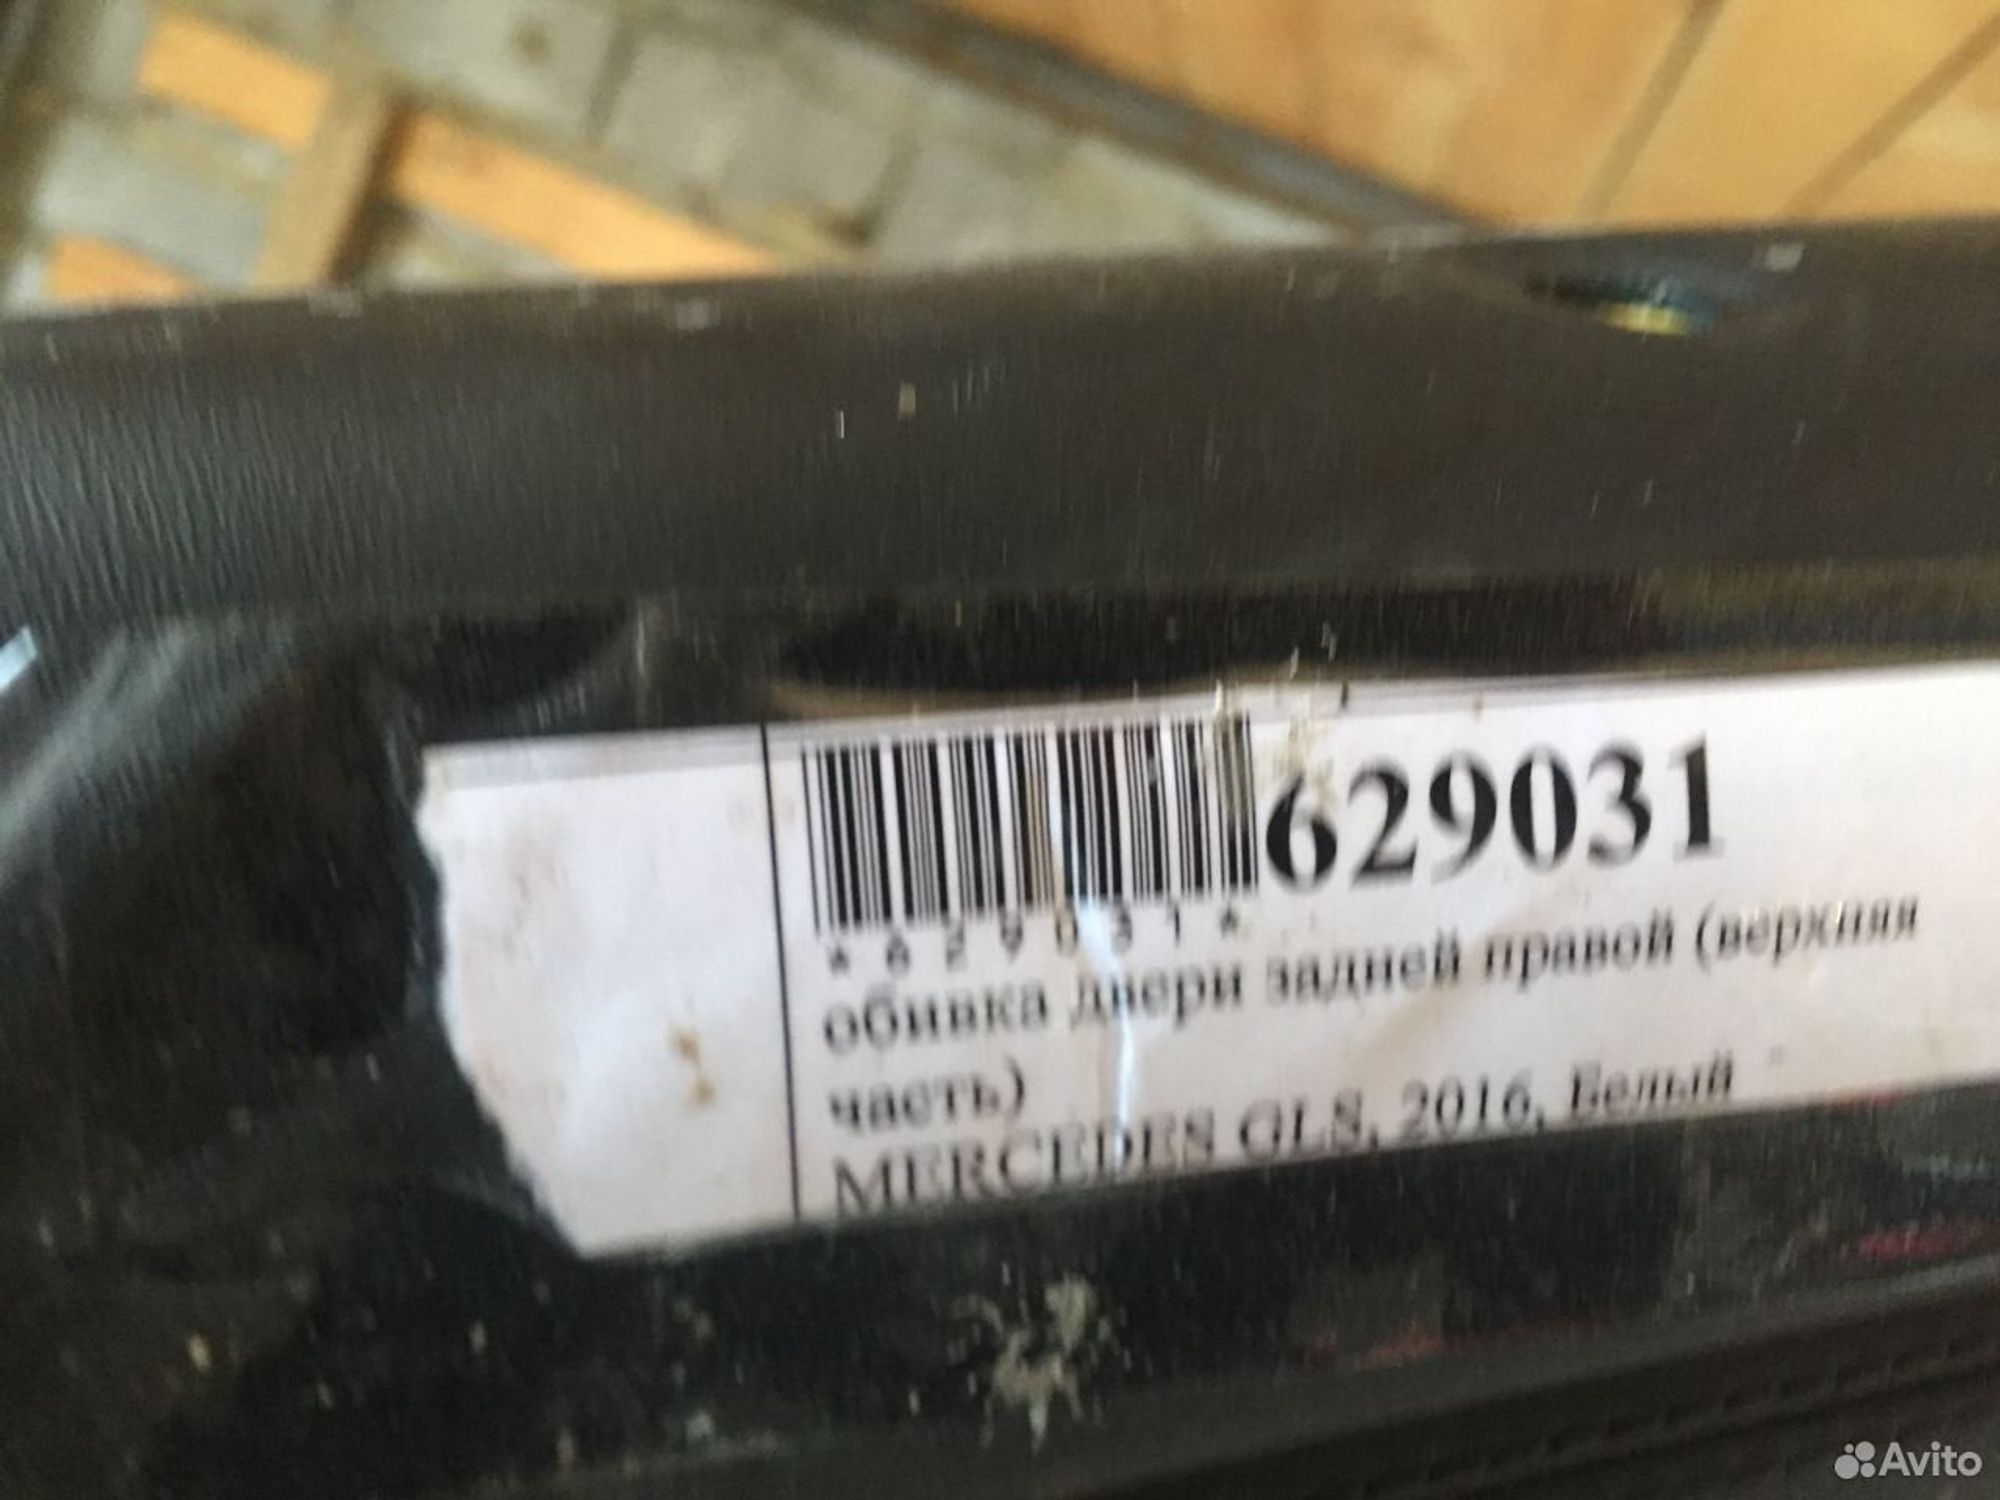 629031
*629031*
обивка двери задней правой (верхняя
часть)
MERCEDES GLS, 2016, Белый
Avito